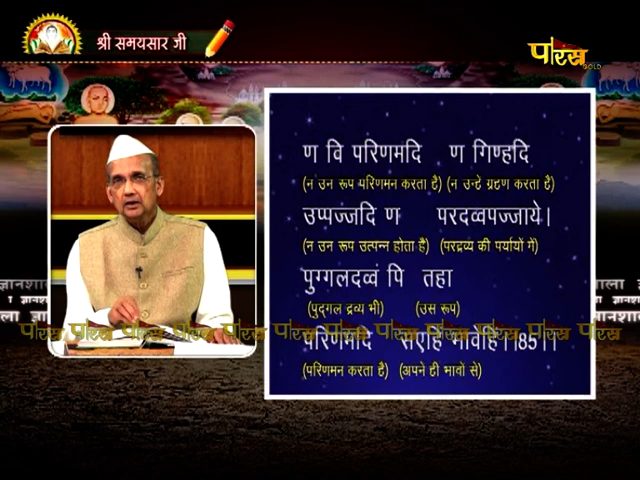 श्री समयसार जी
पारस
GOLD
ण वि परिणमदि ण गिण्हदि
(न उन रूप परिणमन करता है) (न उन्हें ग्रहण करता है)
उप्पज्जदि ण परदव्वपज्जाये।
(न उन रूप उत्पन्न होता है) (परद्रव्य की पर्यायों में)
पुग्गलदव्वं पि तहा
(पुद्गल द्रव्य भी) (उस रूप)
परिणमदि सएहिं भावेहिं।।85।।
(परिणमन करता है) (अपने ही भावों से)